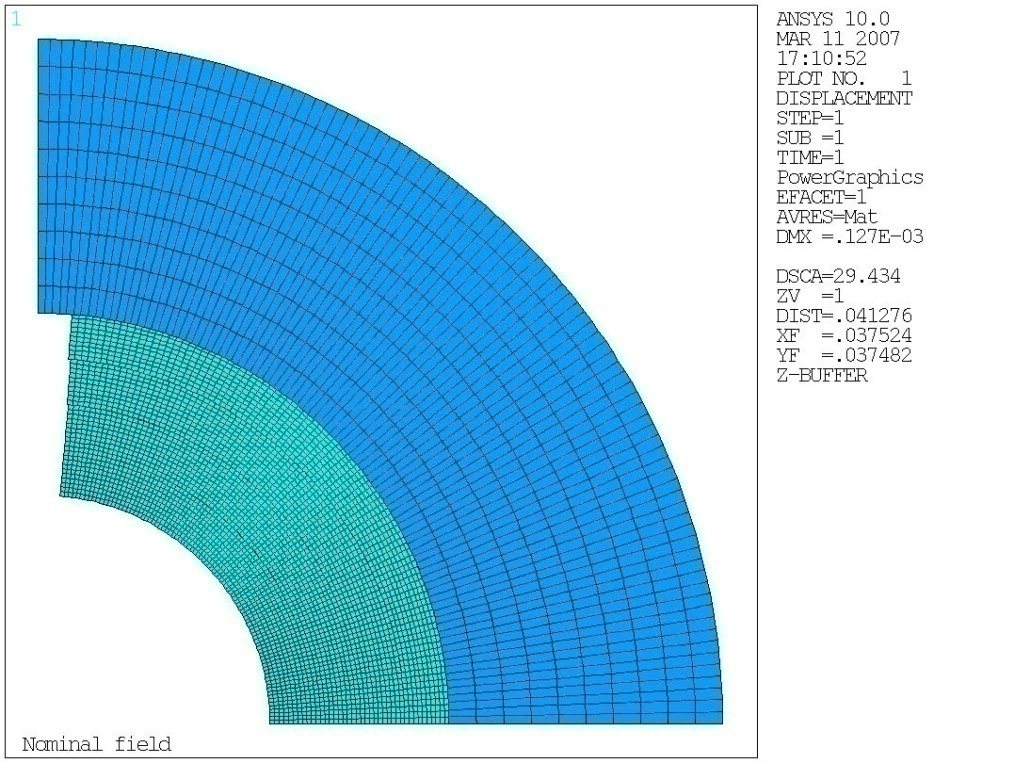 1
ANSYS 10.0
MAR 11 2007
17:10:52
PLOT NO. 1
DISPLACEMENT
STEP=1
SUB =1
TIME=1
PowerGraphics
EFACET=1
AVRES=Mat
DMX =.127E-03
DSCA=29.434
ZV =1
DIST=.041276
XF =.037524
YF =.037482
Z-BUFFER
Nominal field